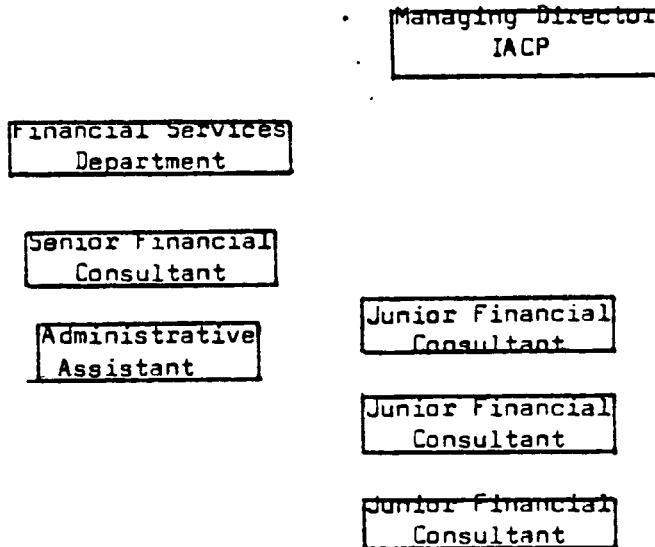 Managing Director
IACP
Financial Services
Department
Senior Financial
Consultant
Administrative
Assistant
Junior Financial
Consultant
Junior Financial
Consultant
Junior Financial
Consultant